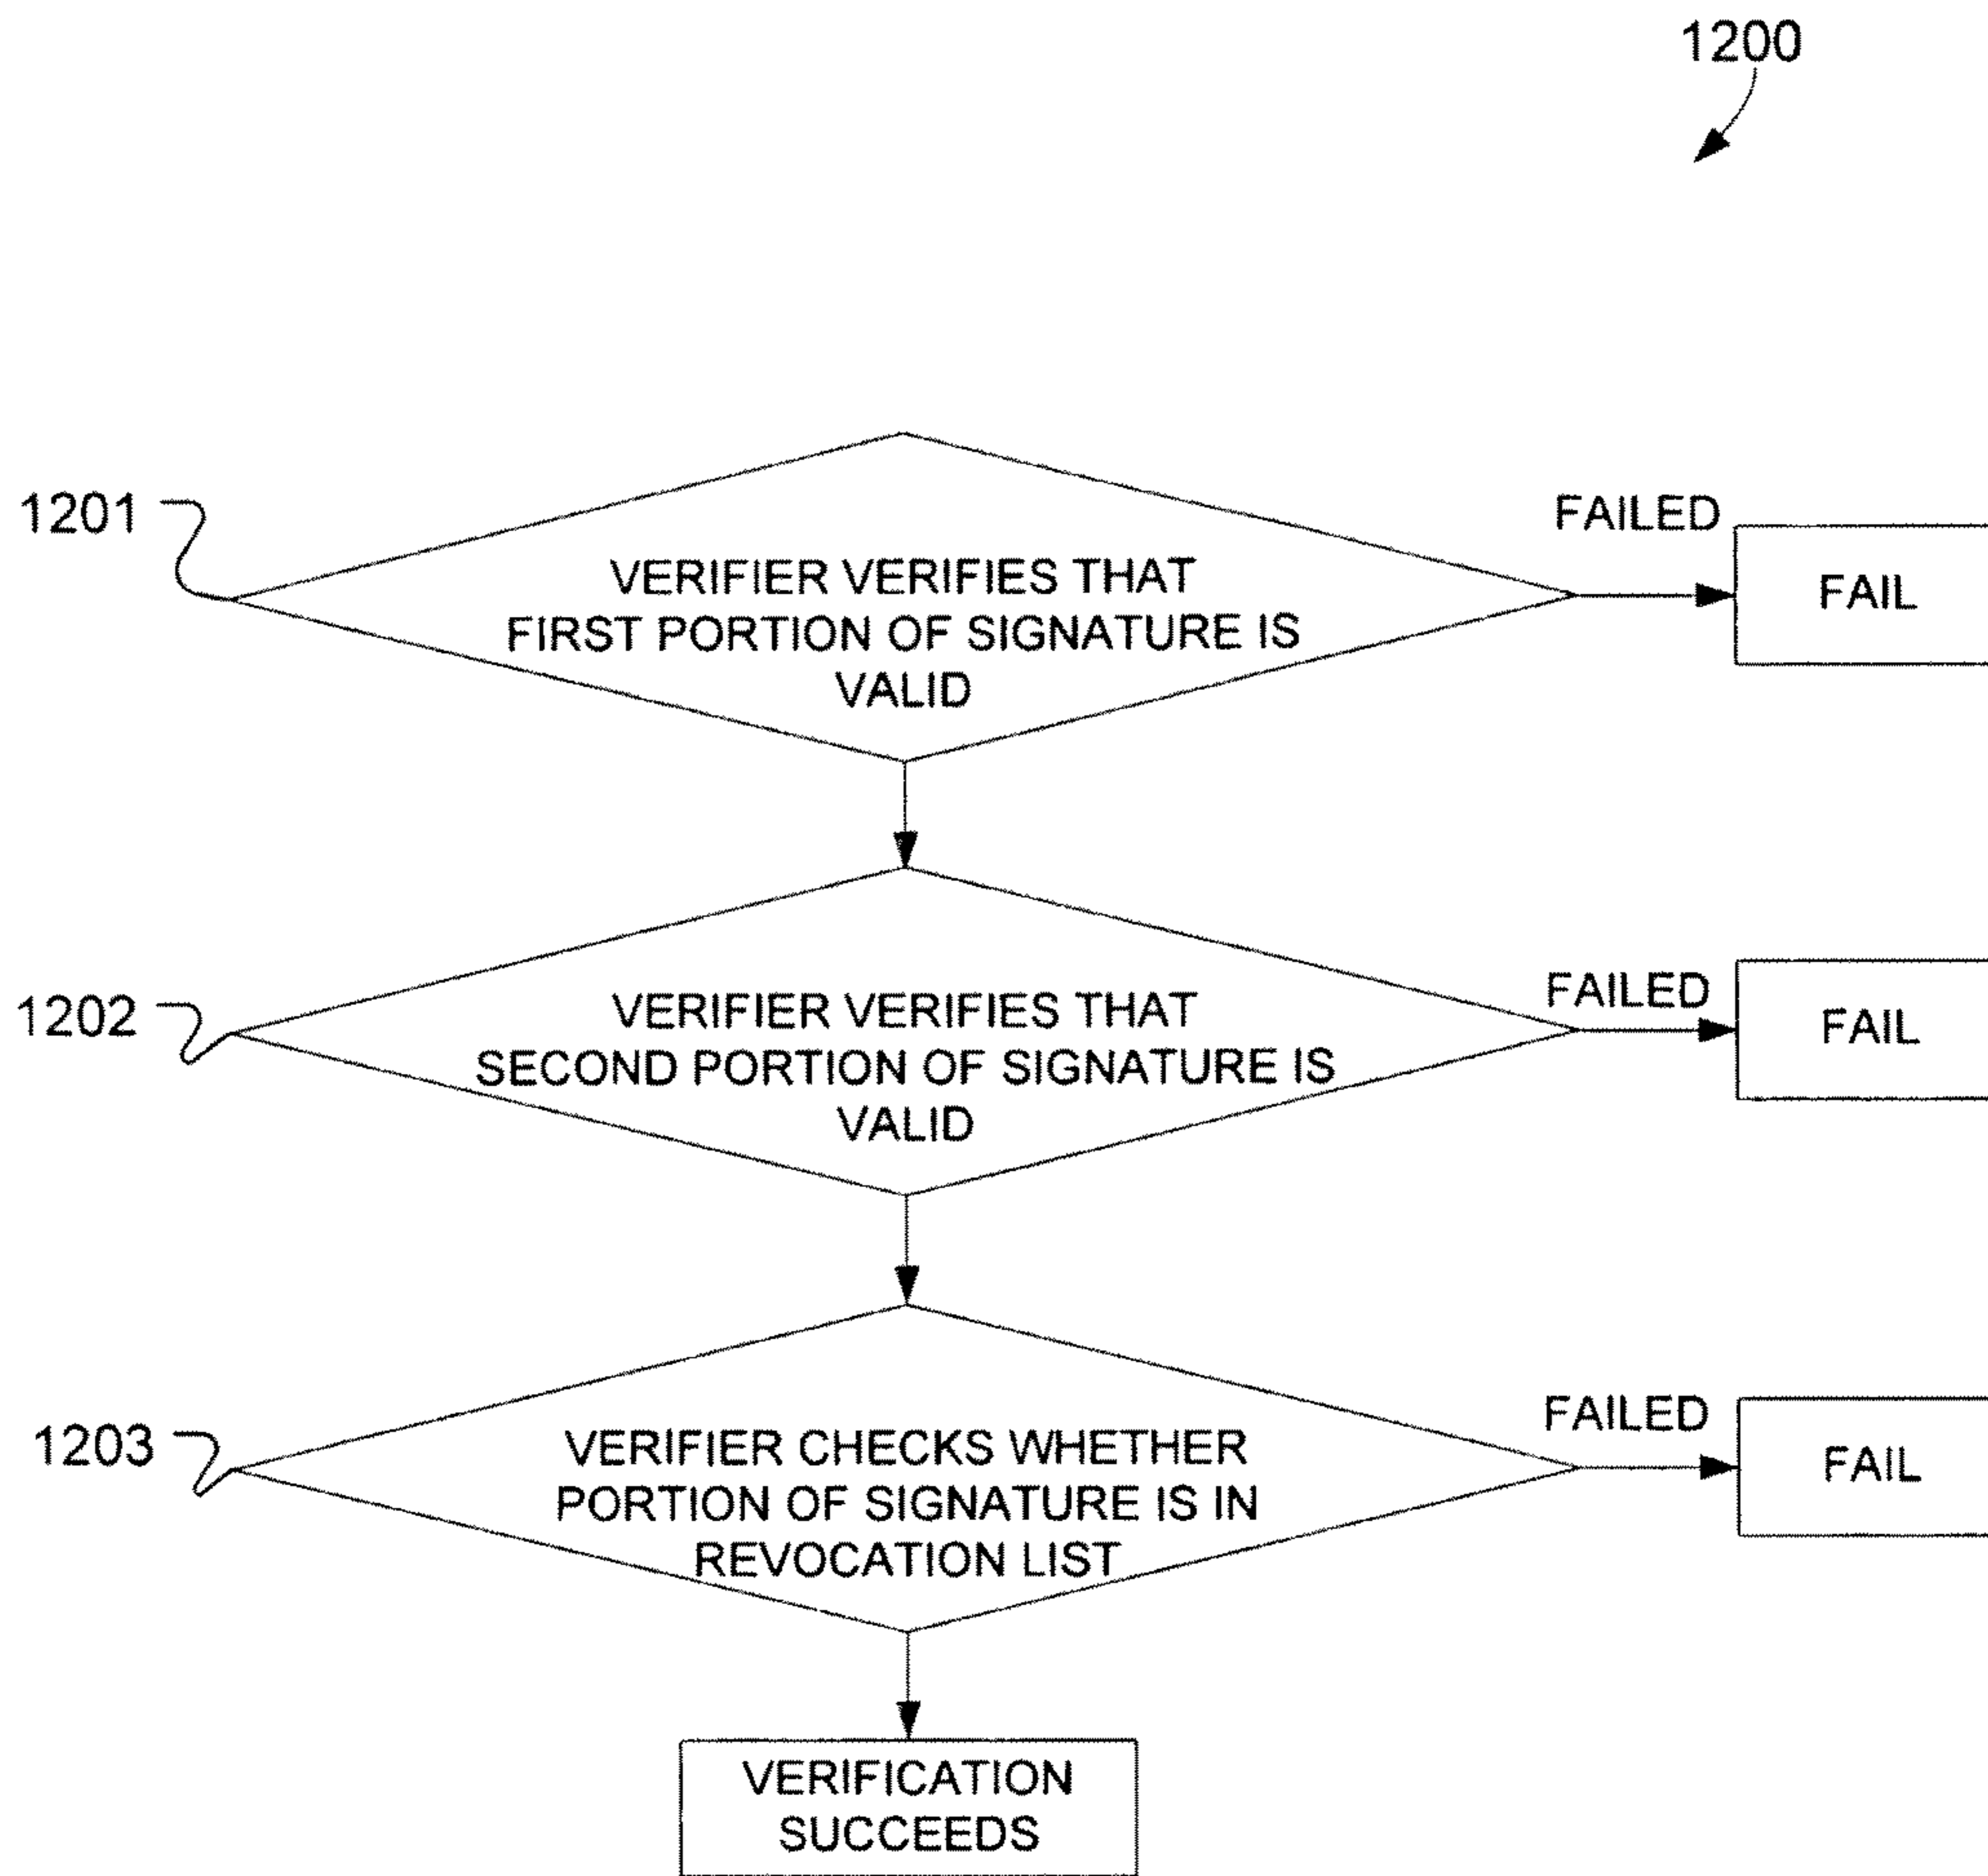 1200
1201
VERIFIER VERIFIES THAT
FIRST PORTION OF SIGNATURE IS
VALID
FAILED
FAIL
1202
VERIFIER VERIFIES THAT
SECOND PORTION OF SIGNATURE IS
VALID
FAILED
FAIL
1203
VERIFIER CHECKS WHETHER
PORTION OF SIGNATURE IS IN
REVOCATION LIST
FAILED
FAIL
VERIFICATION
SUCCEEDS